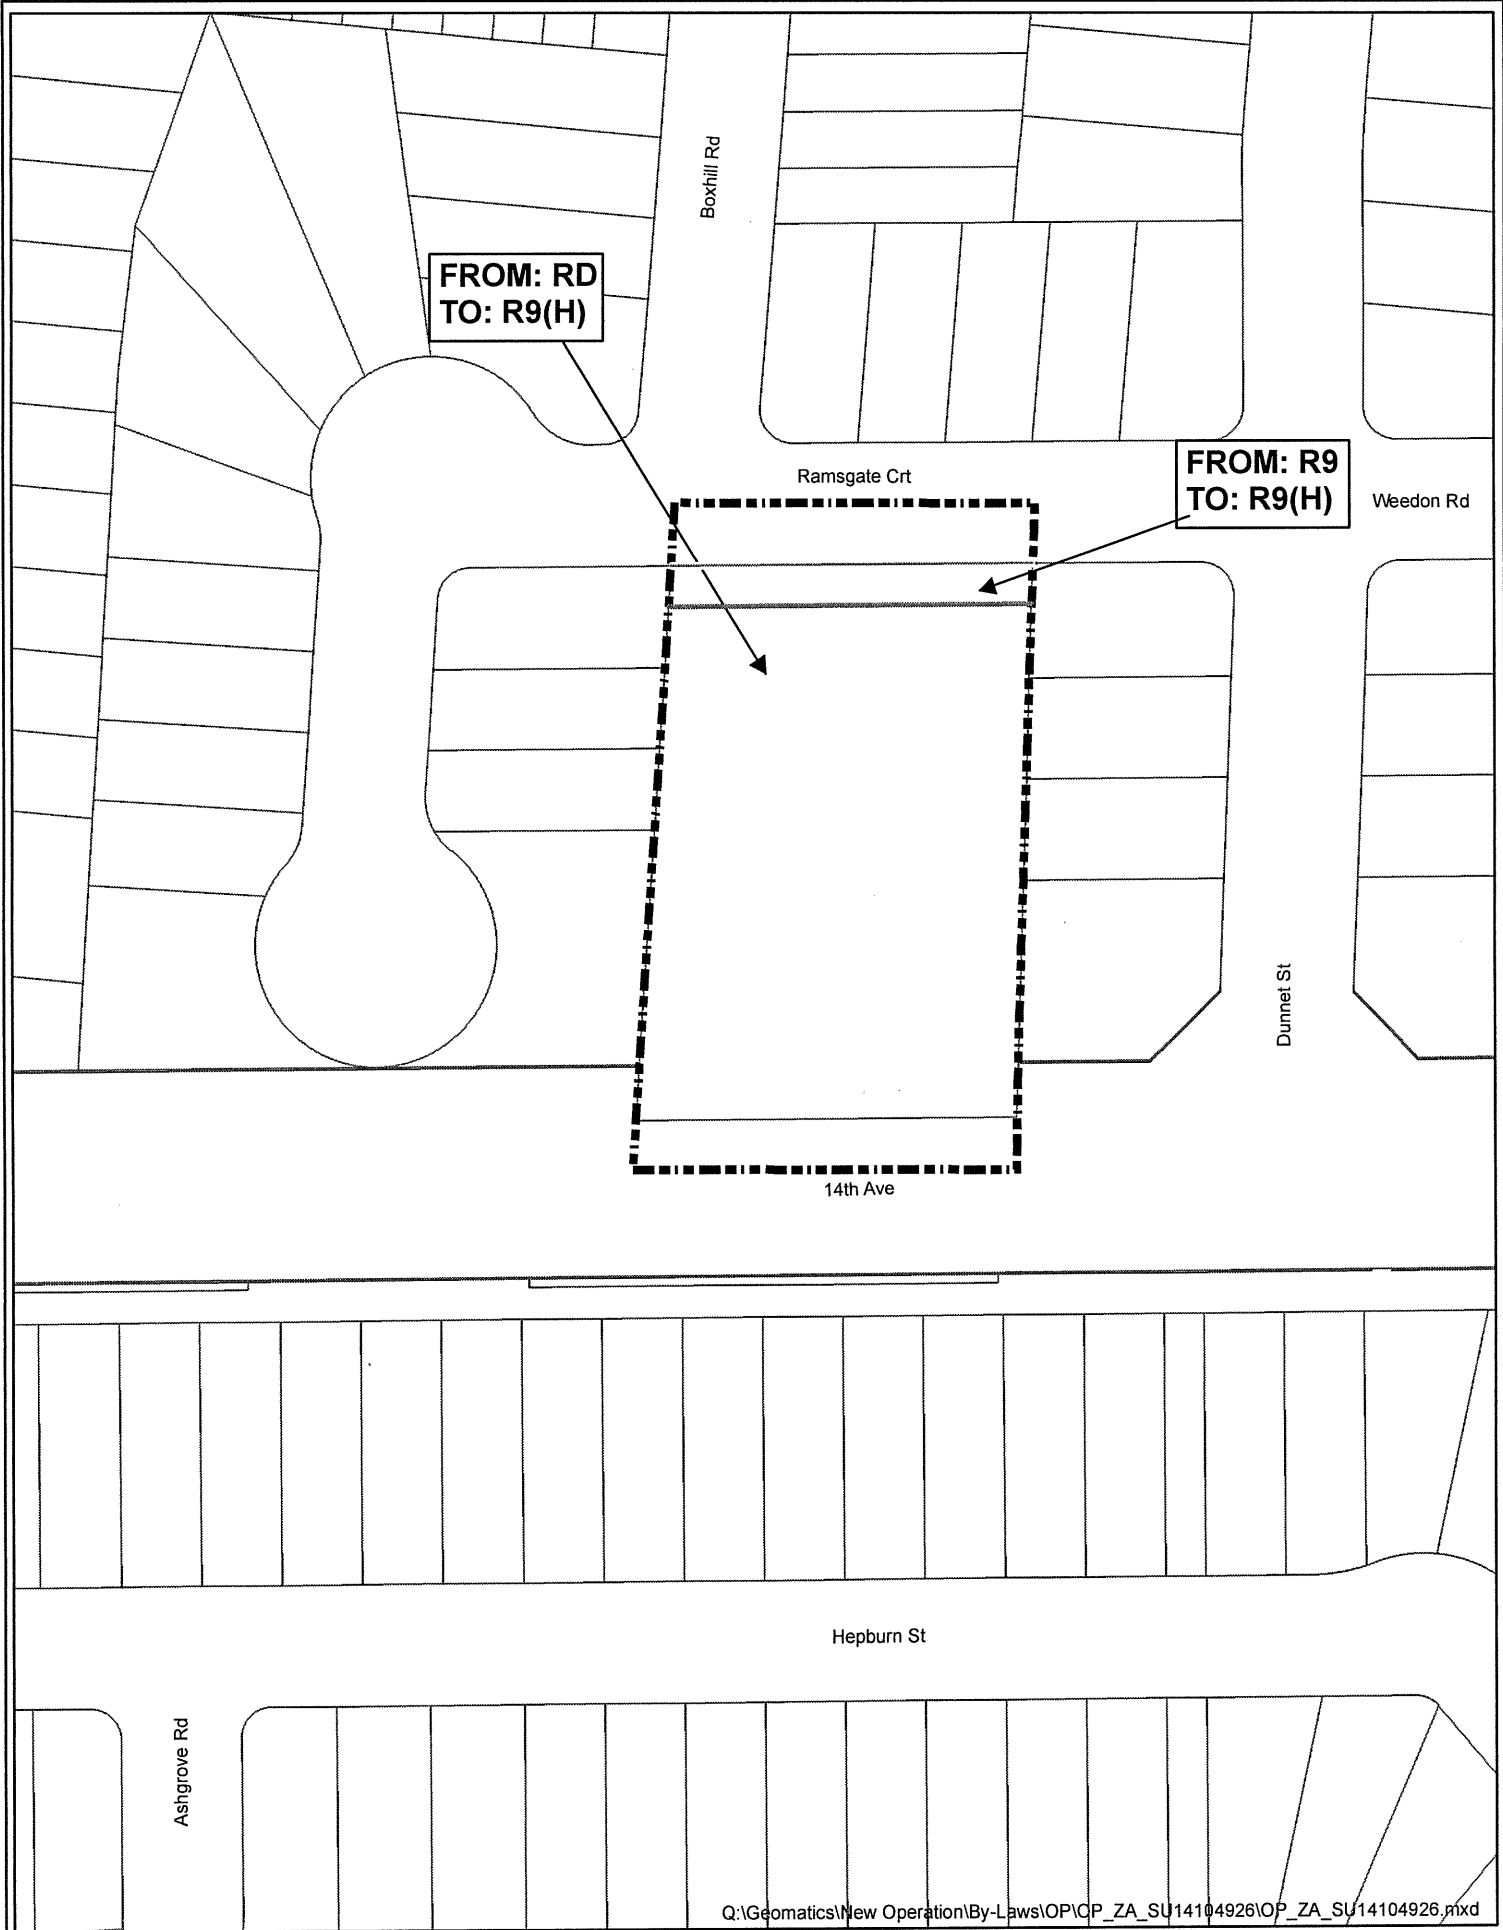 Boxhill Rd
FROM: RD
TO: R9(H)
Ramsgate Crt
FROM: R9
TO: R9(H)
Weedon Rd
Dunnet St
14th Ave
Hepburn St
Ashgrove Rd
Q:\Geomatics\New Operation\By-Laws\OP\OP_ZA_SU14104926\OP_ZA_SU14104926.mxd